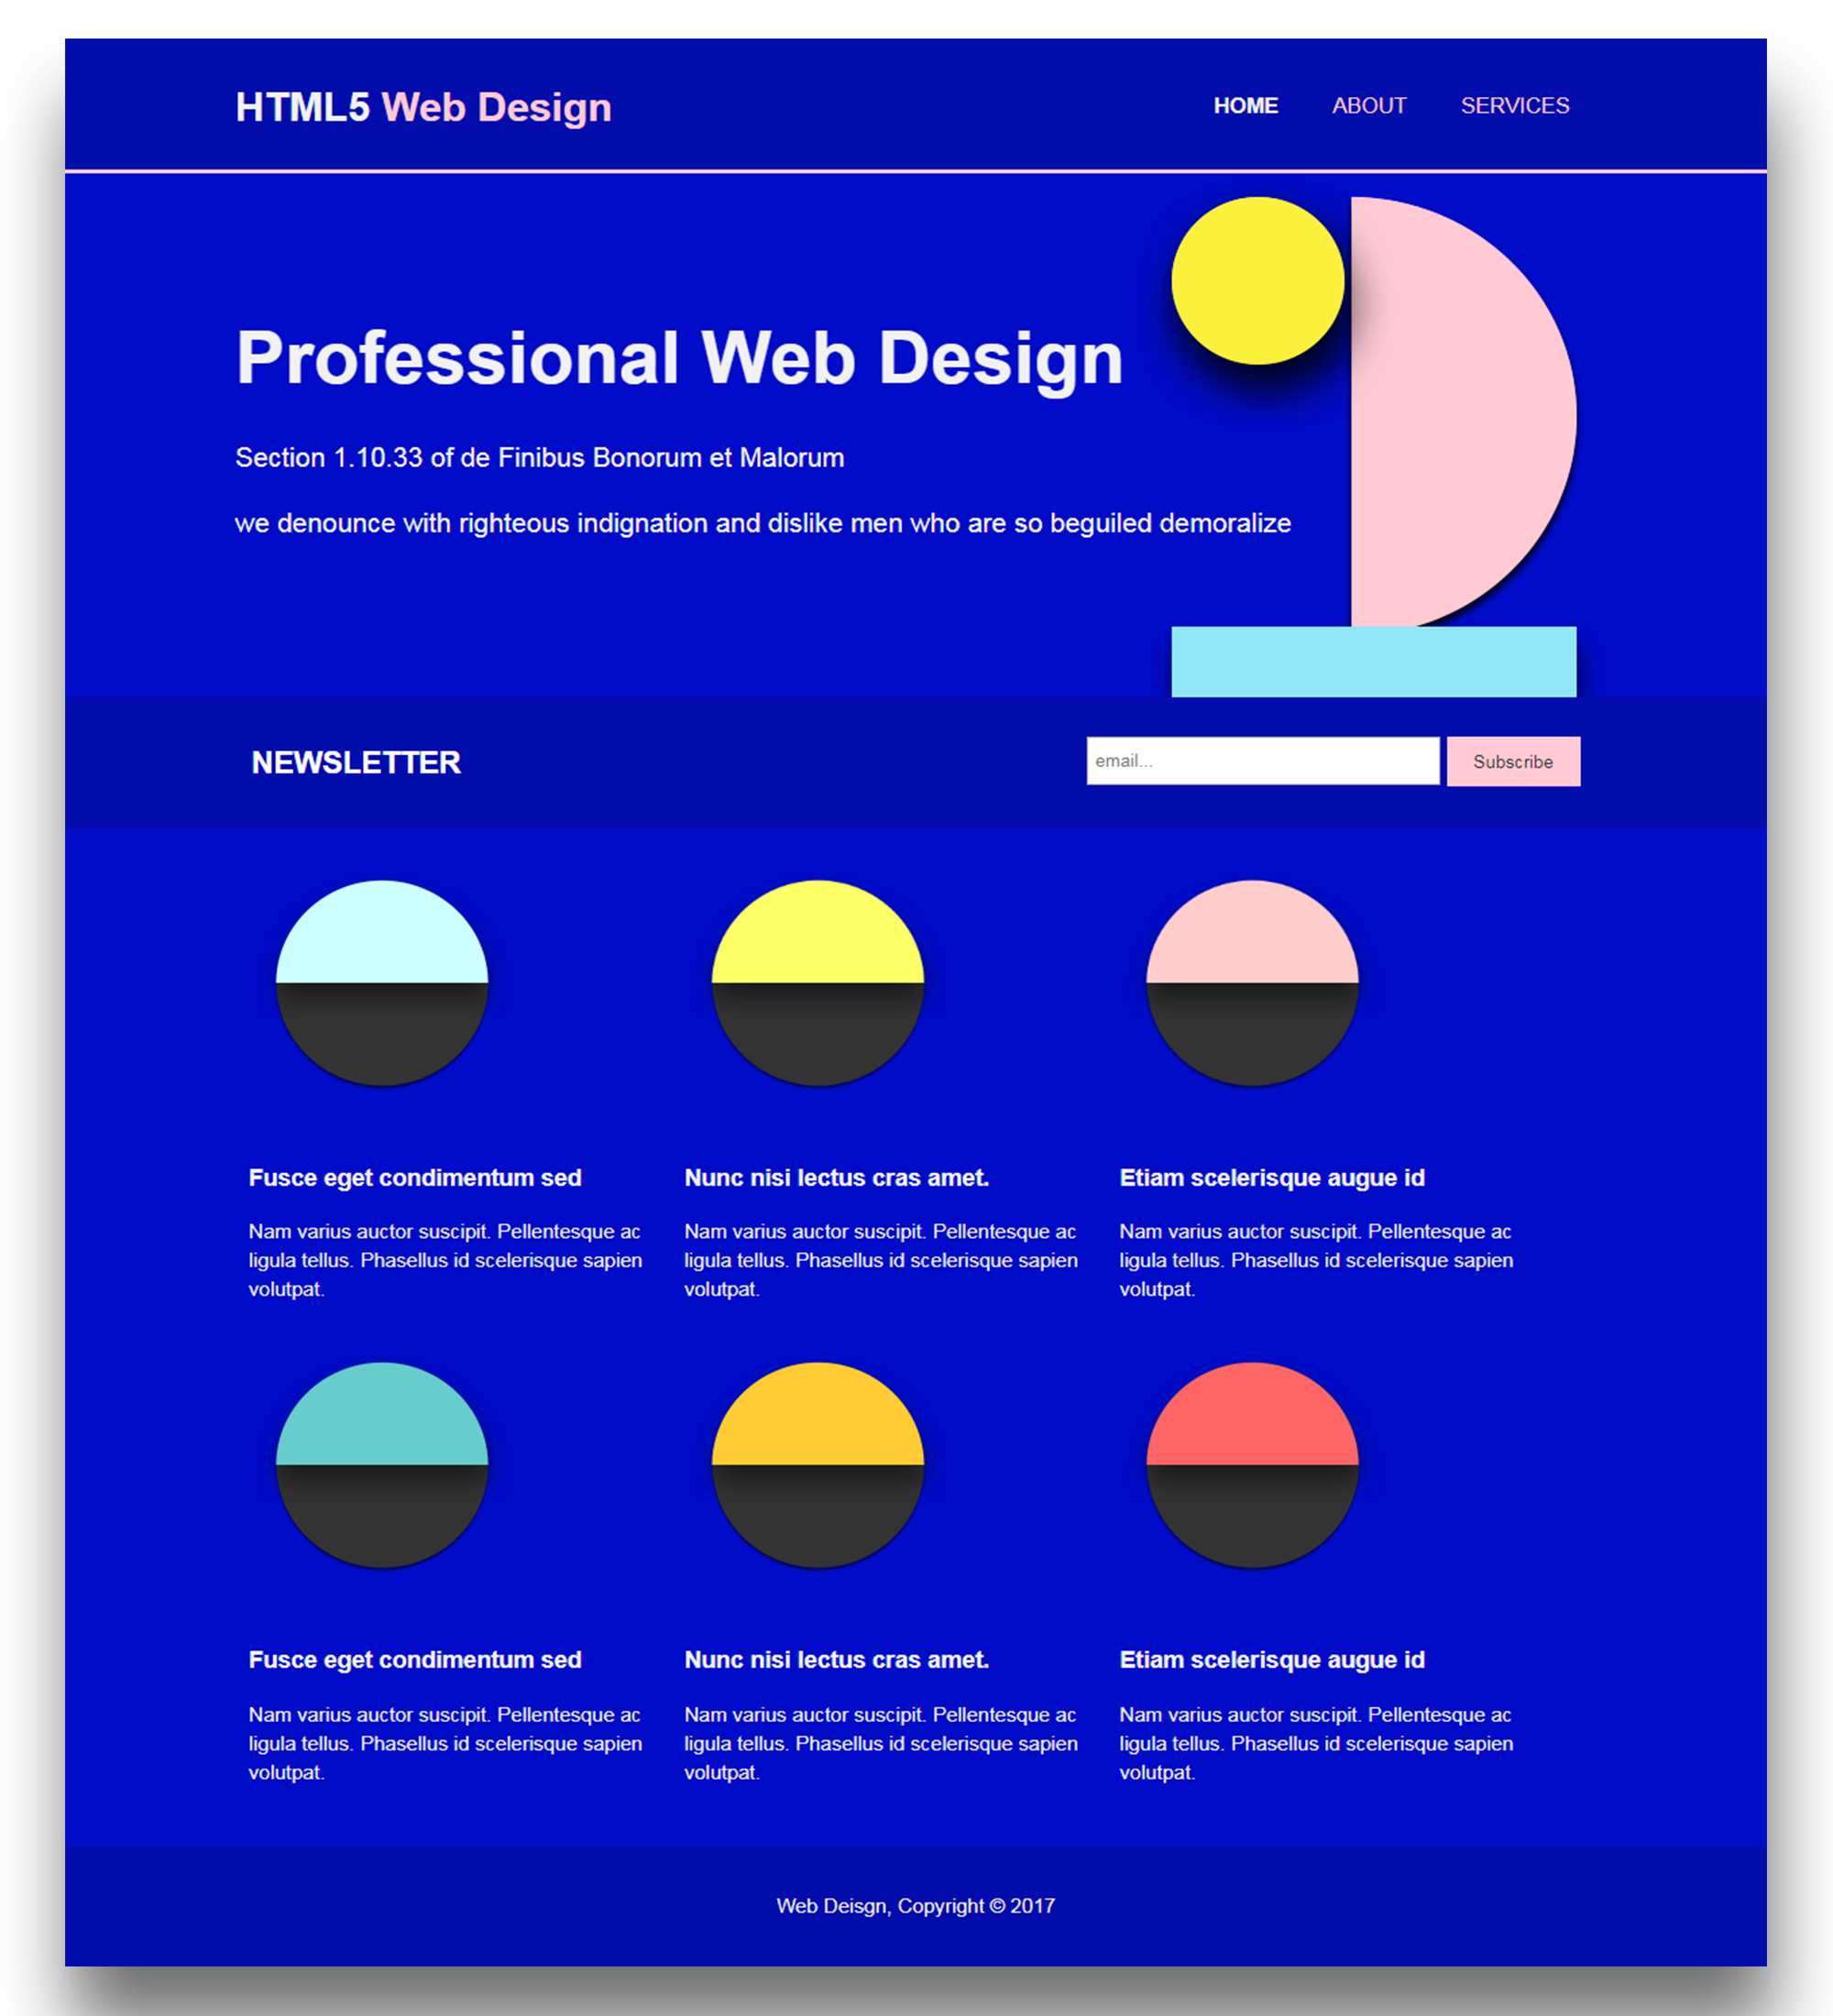 HTML5 Web Design
HOME ABOUT SERVICES
Professional Web Design
Section 1.10.33 of de Finibus Bonorum et Malorum
we denounce with righteous indignation and dislike men who are so beguiled demoralize
NEWSLETTER
email...
Subscribe
Fusce eget condimentum sed
Nam varius auctor suscipit. Pellentesque ac
ligula tellus. Phasellus id scelerisque sapien
volutpat.
Nunc nisi lectus cras amet.
Nam varius auctor suscipit. Pellentesque ac
ligula tellus. Phasellus id scelerisque sapien
volutpat.
Etiam scelerisque augue id
Nam varius auctor suscipit. Pellentesque ac
ligula tellus. Phasellus id scelerisque sapien
volutpat.
Fusce eget condimentum sed
Nam varius auctor suscipit. Pellentesque ac
ligula tellus. Phasellus id scelerisque sapien
volutpat.
Nunc nisi lectus cras amet.
Nam varius auctor suscipit. Pellentesque ac
ligula tellus. Phasellus id scelerisque sapien
volutpat.
Etiam scelerisque augue id
Nam varius auctor suscipit. Pellentesque ac
ligula tellus. Phasellus id scelerisque sapien
volutpat.
Web Deisgn, Copyright © 2017